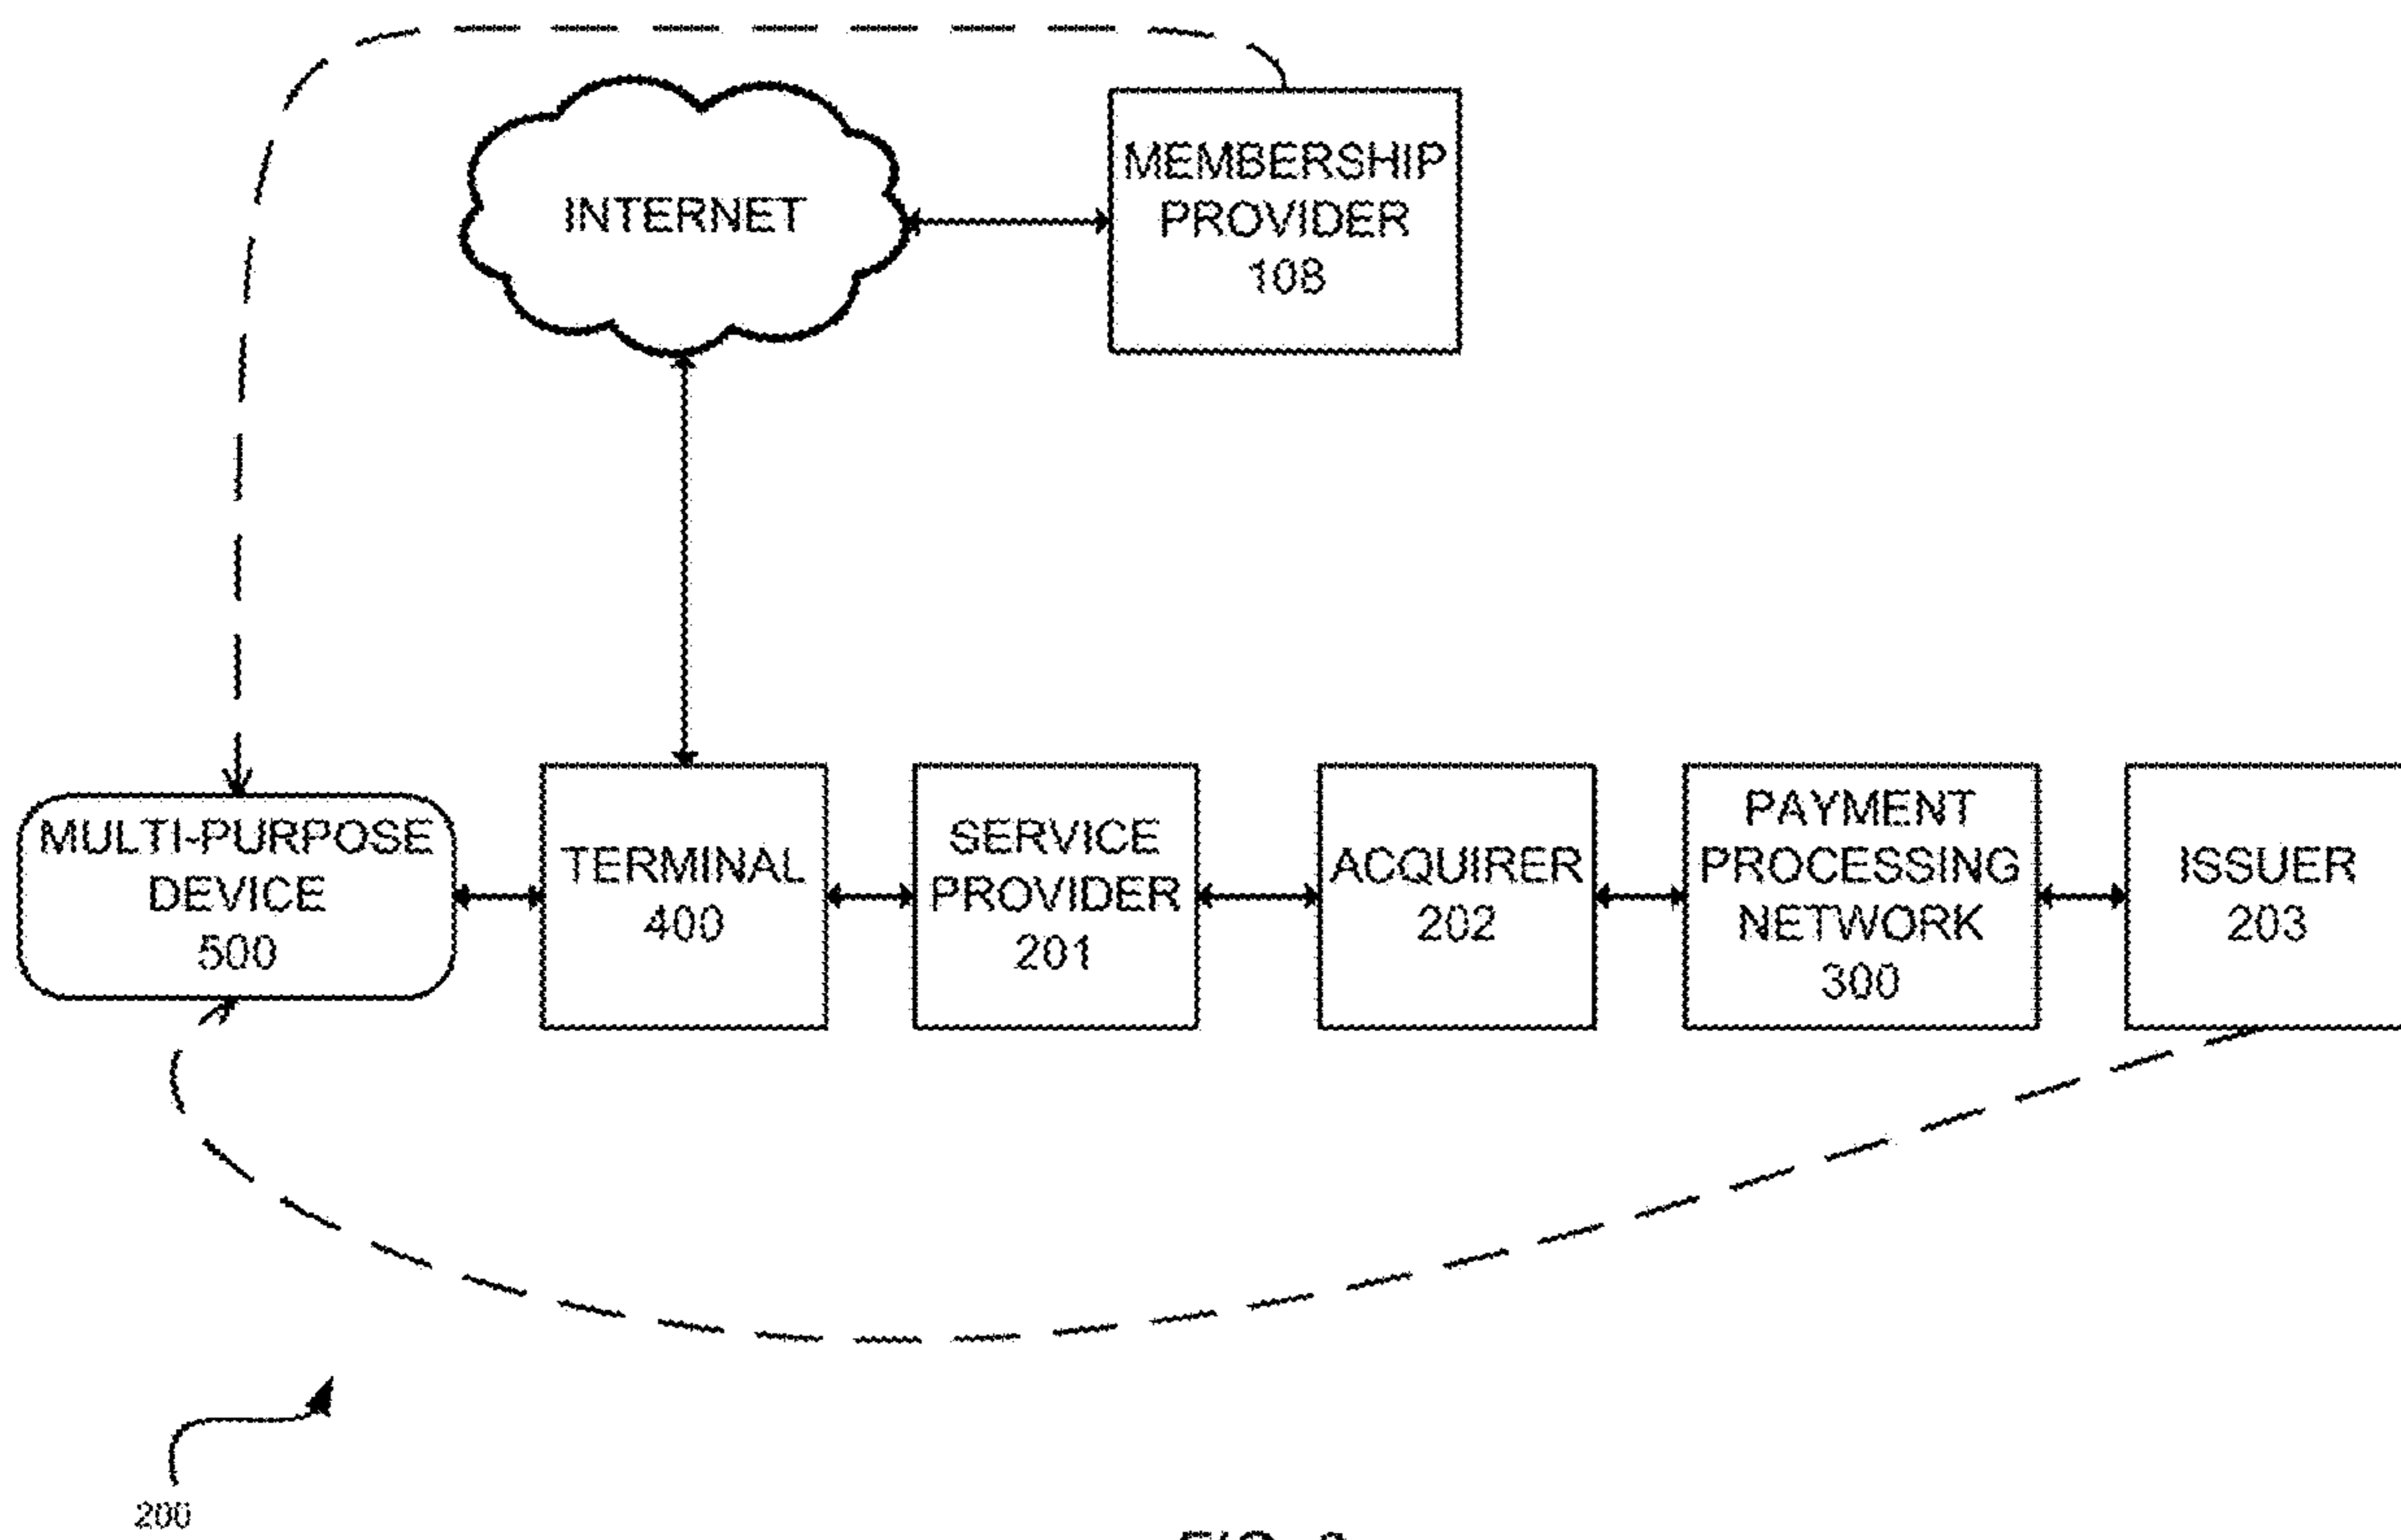 INTERNET
MEMBERSHIP
PROVIDER
108
MULTI-PURPOSE
DEVICE
500
TERMINAL
400
SERVICE
PROVIDER
201
ACQUIRER
202
PAYMENT
PROCESSING
NETWORK
300
ISSUER
203
200